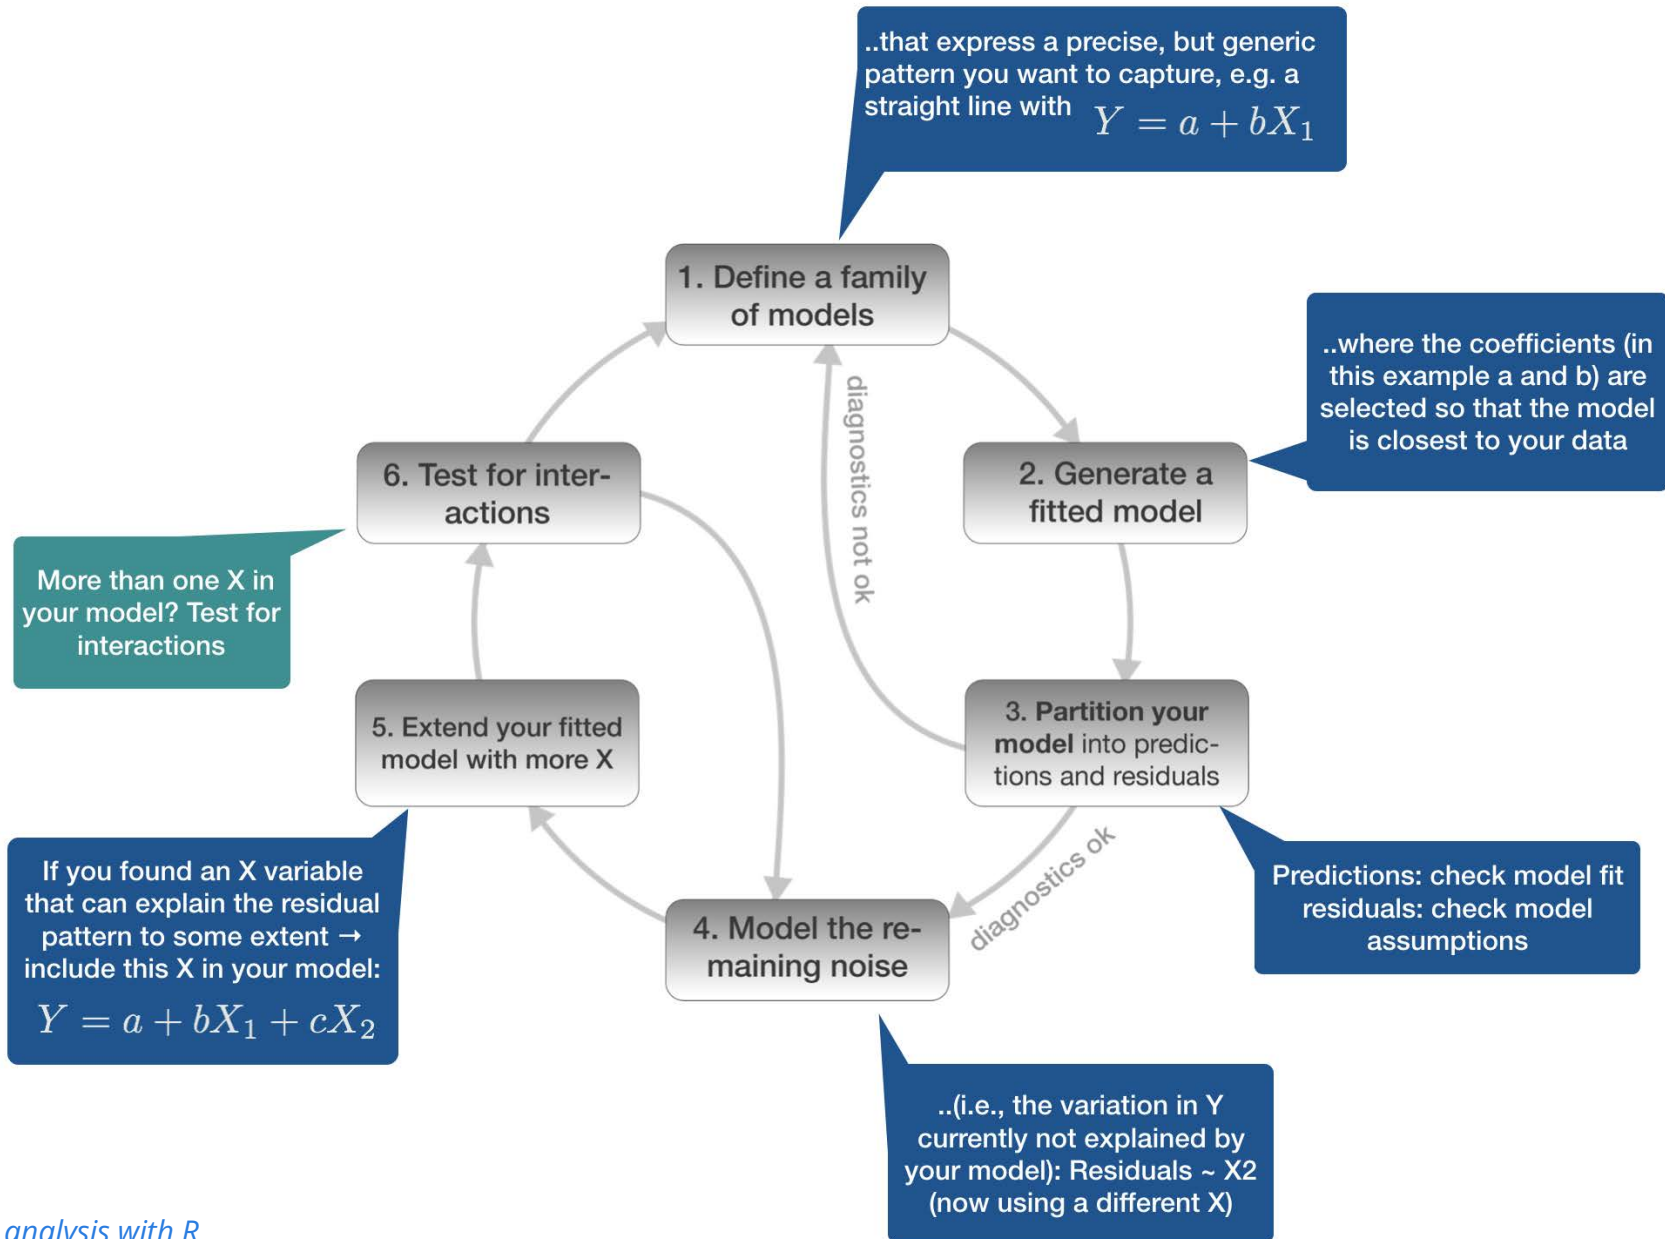 ..that express a precise, but generic
pattern you want to capture, e.g. a
straight line with Y = a + bX₁
1. Define a family
of models
..where the coefficients (in
this example a and b) are
selected so that the model
is closest to your data
diagnostics not ok
6. Test for inter-
actions
2. Generate a
fitted model
More than one X in
your model? Test for
interactions
5. Extend your fitted
model with more X
3. Partition your
model into predic-
tions and residuals
If you found an X variable
that can explain the residual
pattern to some extent →
include this X in your model:
Y = a + bX₁ + cX₂
diagnostics ok
Predictions: check model fit
residuals: check model
assumptions
4. Model the re-
maining noise
..(i.e., the variation in Y
currently not explained by
your model): Residuals ~ X2
(now using a different X)
analysis with R